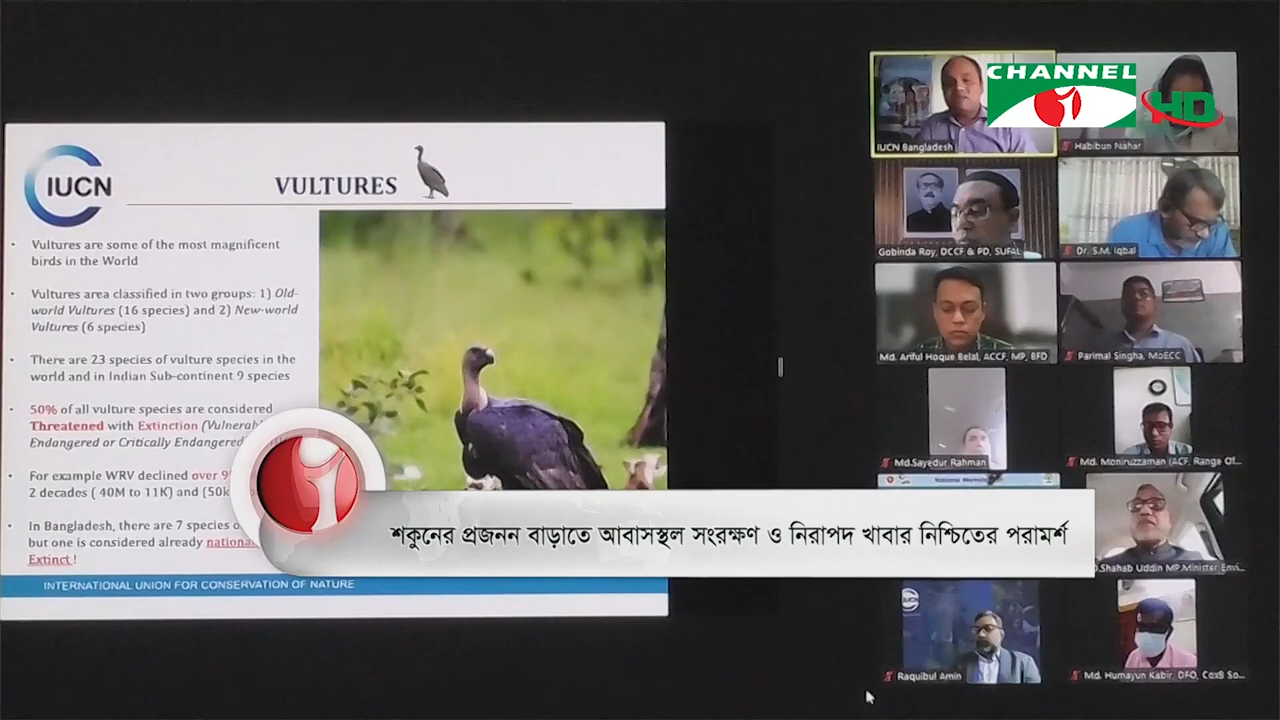 IUCN
VULTURES
Vultures are some of the most magnificent
birds in the World
Vultures area classified in two groups: 1) Old-
world Vultures (16 species) and 2) New-world
Vultures (6 species)
There are 23 species of vulture species in the
world and in Indian Sub-continent 9 species
50% of all vulture species are considered
Threatened with Extinction
Endangered or Critically Endangered
For example WRV declined over
2 decades ( 40M to 11K) and
In Bangladesh, there are 7 species
but one is considered already
Extinct !
INTERNATIONAL UNION FOR CONSERVATION OF NATURE
CHANNEL
i HD
IUCN Bangladesh
Habibun Nahar
Gobinda Roy, DCCF & PD, SUFAL
Dr. S.M. Iqbal
Md. Ariful Hoque Belal, ACCF, MP, BFD
Parimal Singha, MoECC
Md.Sayedur Rahman
Md. Moniruzzaman (ACF, Range Of...
Shahab Uddin MP,Minister Envi...
IUCN
Raquibul Amin
Md. Humayun Kabir, DFO, CoxB So...
শকুনের প্রজনন বাড়াতে আবাসস্থল সংরক্ষণ ও নিরাপদ খাবার নিশ্চিতের পরামর্শ